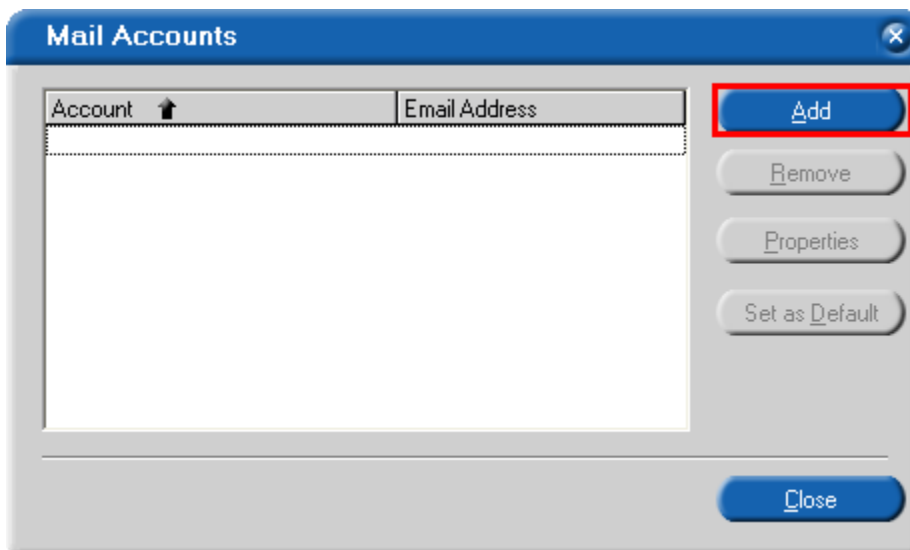 Mail Accounts
Account Email Address
Add
Remove
Properties
Set as Default
Close